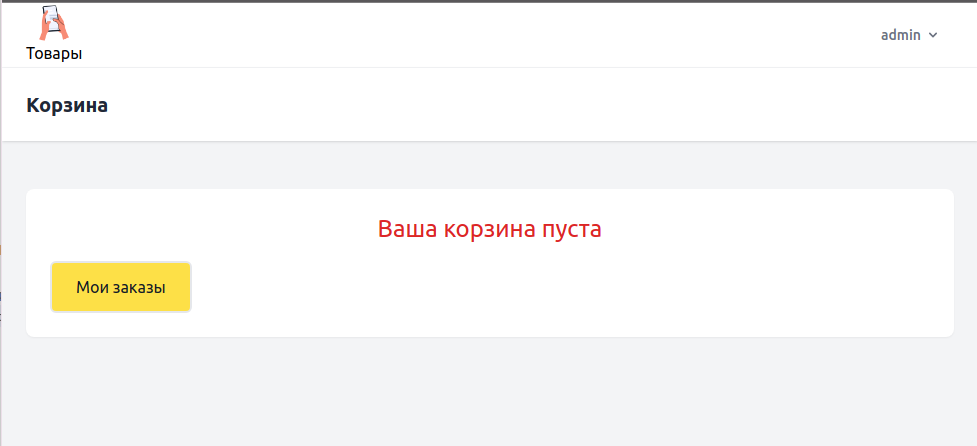 Товары
admin
Корзина
Ваша корзина пуста
Мои заказы